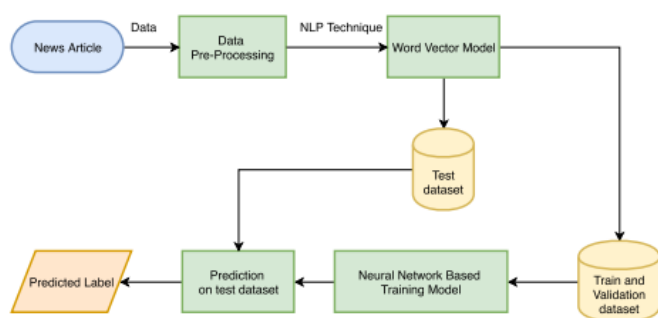 Data
NLP Technique
News Article
Data
Pre-Processing
Word Vector Model
Test
dataset
Predicted Label
Prediction
on test dataset
Neural Network Based
Training Model
Train and
Validation
dataset